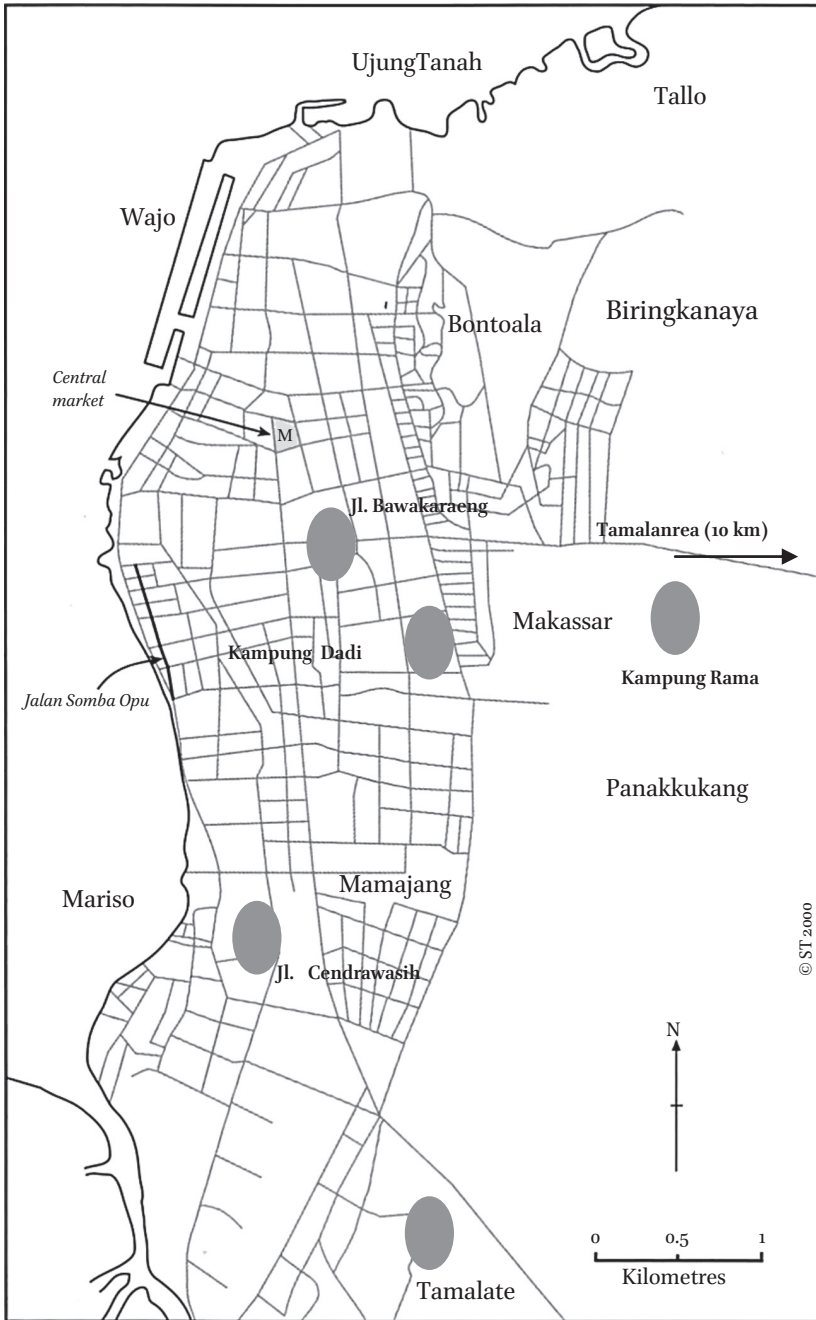 UjungTanah
Tallo
Wajo
Bontoala
Biringkanaya
Central
market
M
Jl. Bawakaraeng
Tamalanrea (10 km)
Makassar
Kampung Dadi
Kampung Rama
Jalan Somba Opu
Panakkukang
Mamajang
Mariso
© ST 2000
Jl. Cendrawasih
N
0 0.5 1
Kilometres
Tamalate